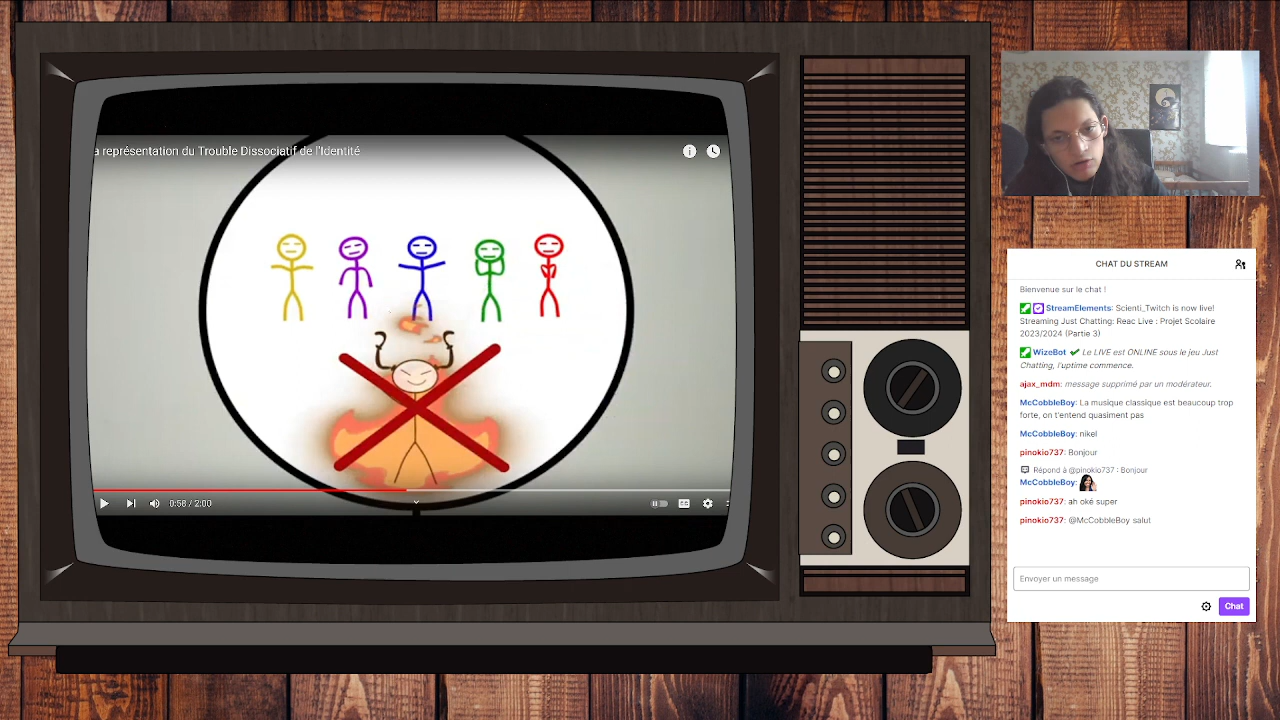 a représentation du Trouble Dissociatif de l'Identité
0:58 / 2:00
CHAT DU STREAM
Bienvenue sur le chat !
StreamElements: Scienti_Twitch is now live!
Streaming Just Chatting: Reac Live : Projet Scolaire
2023/2024 (Partie 3)
WizeBot Le LIVE est ONLINE sous le jeu Just
Chatting, l'uptime commence.
ajax_mdm: message supprimé par un modérateur.
McCobbleBoy: La musique classique est beaucoup trop
forte, on t'entend quasiment pas
McCobbleBoy: nikel
pinokio737: Bonjour
Répond à @pinokio737 : Bonjour
McCobbleBoy:
pinokio737: ah oké super
pinokio737: @McCobbleBoy salut
Envoyer un message
Chat